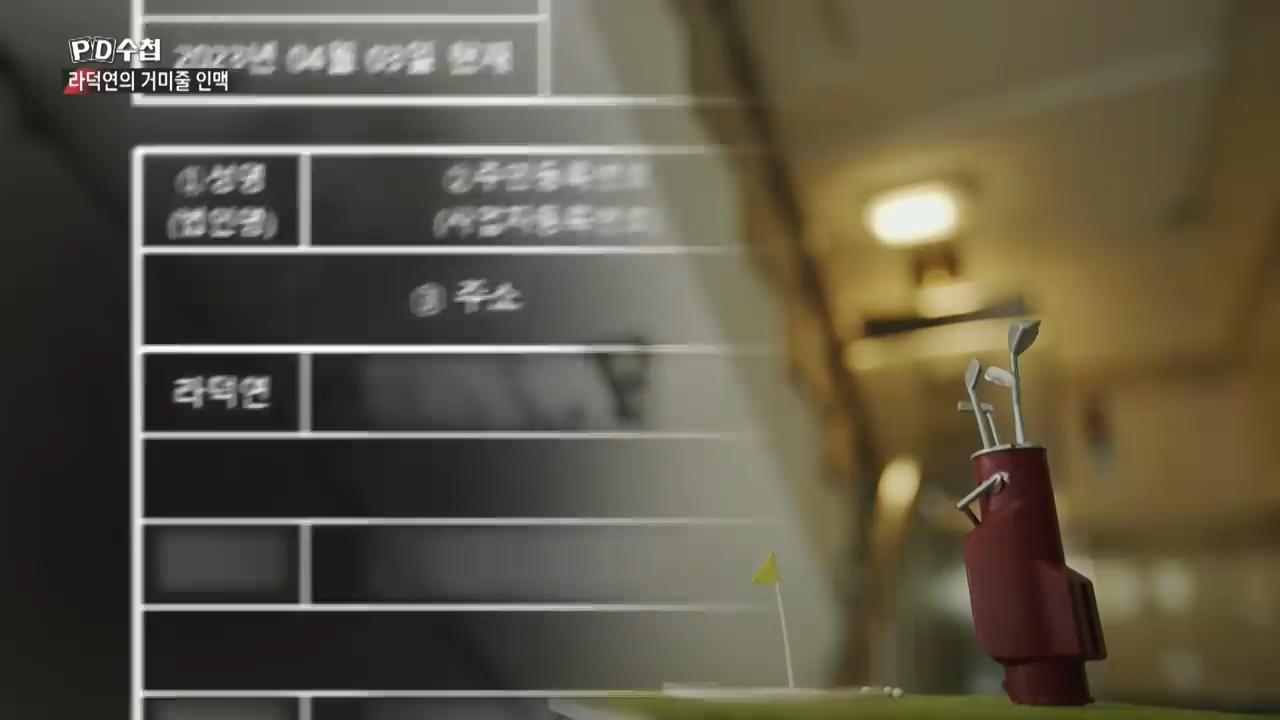 PD수첩
라덕연의 거미줄 인맥
2023년 04월 03일 현재
①성명
(법인명)
②주민등록번호
(사업자등록번호)
③ 주소
라덕연